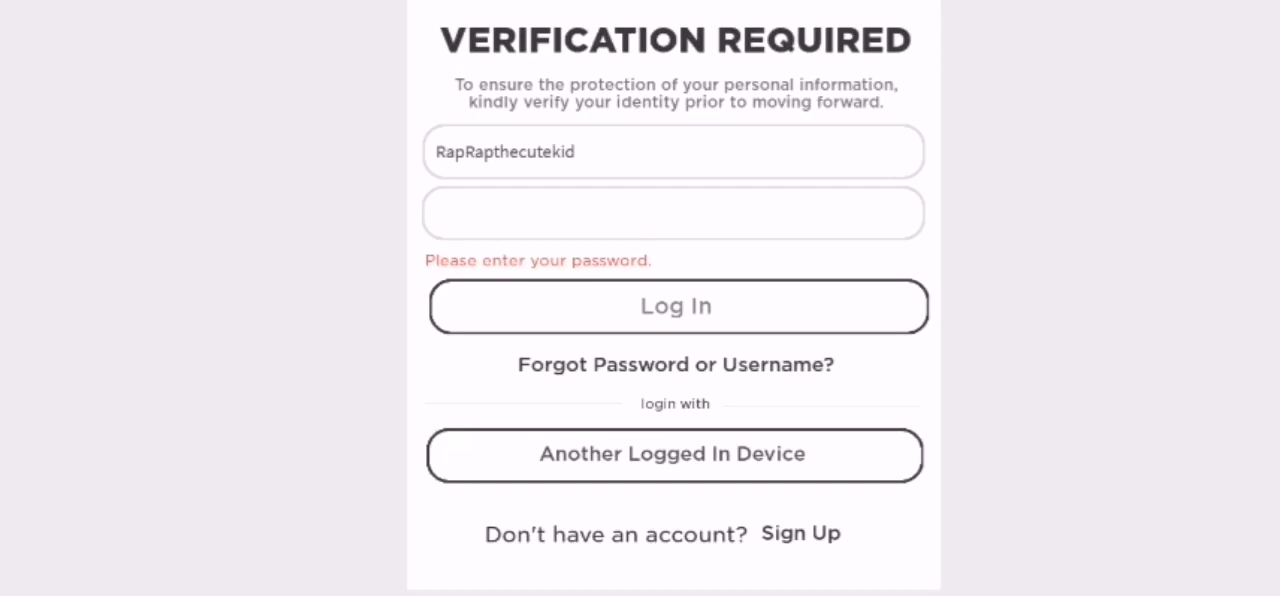 VERIFICATION REQUIRED
To ensure the protection of your personal information,
kindly verify your identity prior to moving forward.
RapRapthecutekid
Please enter your password.
Log In
Forgot Password or Username?
login with
Another Logged In Device
Don't have an account? Sign Up